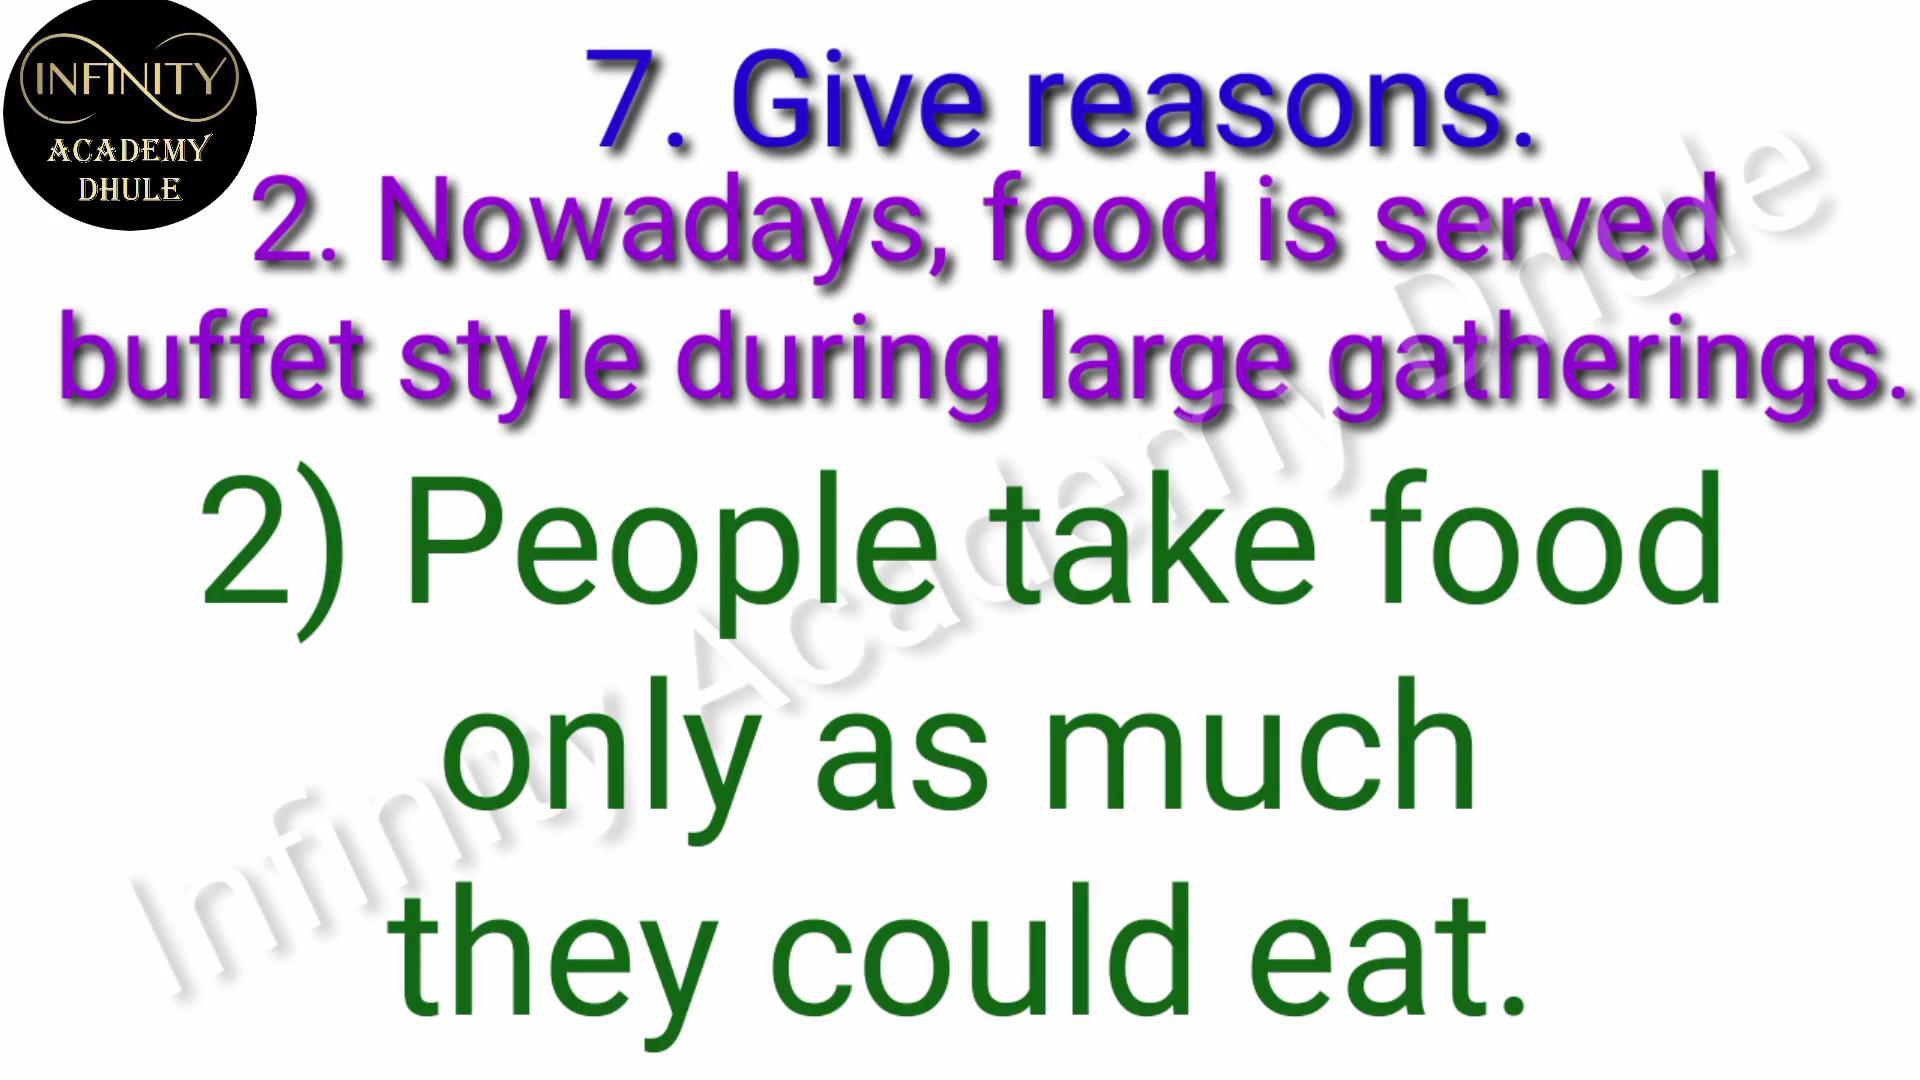 INFINITY
ACADEMY
DHULE
7. Give reasons.
2. Nowadays, food is served
buffet style during large gatherings.
2) People take food
only as much
they could eat.
Infinity Academy Dhule